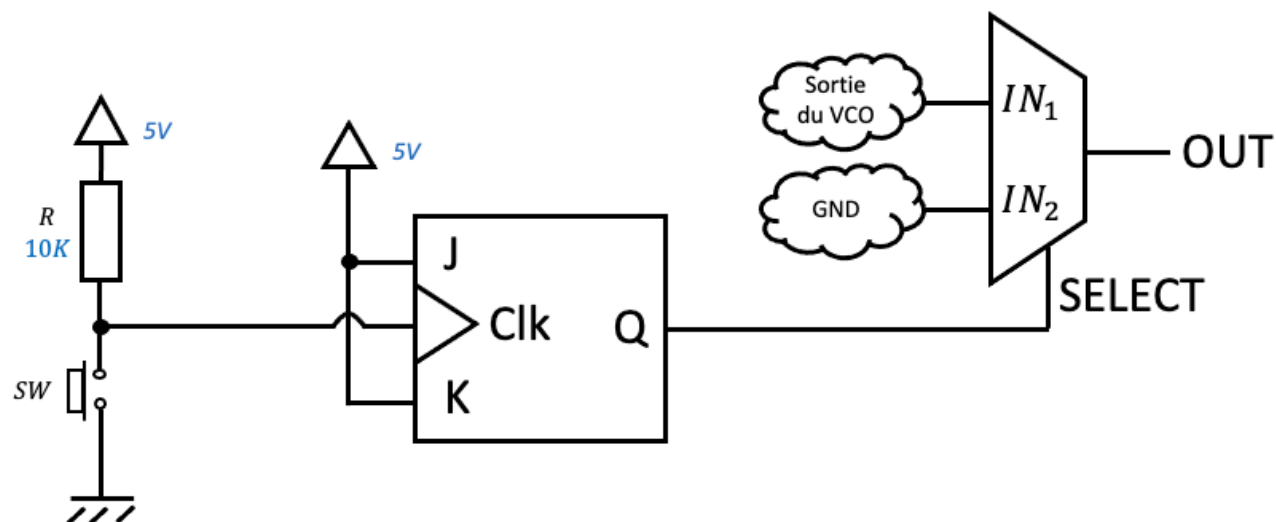 5V
R
10K
SW
5V
J
Clk
K
Q
Sortie
du VCO
GND
IN₁
IN₂
OUT
SELECT